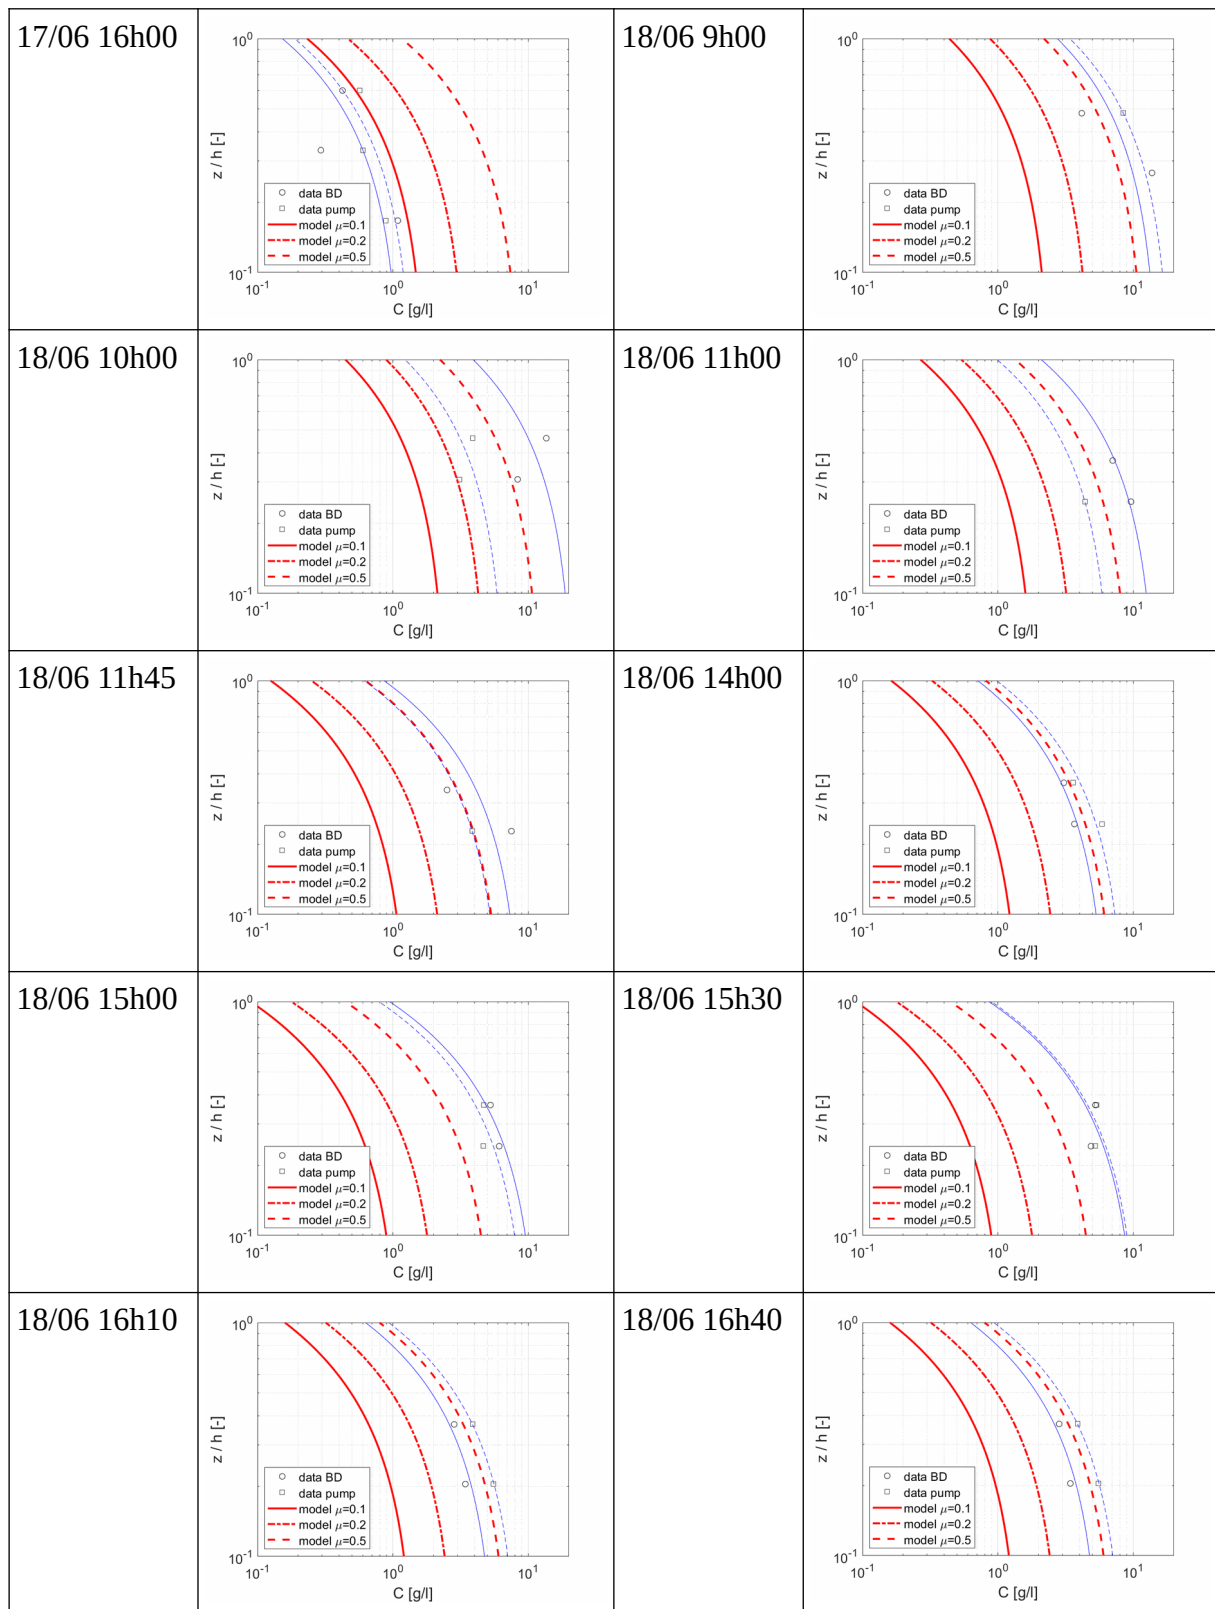 17/06 16h00
10^0
z / h [-]
data BD
data pump
model μ=0.1
model μ=0.2
model μ=0.5
10^-1
10^-1 10^0 10^1
C [g/l]
18/06 9h00
10^0
z / h [-]
data BD
data pump
model μ=0.1
model μ=0.2
model μ=0.5
10^-1
10^-1 10^0 10^1
C [g/l]
18/06 10h00
10^0
z / h [-]
data BD
data pump
model μ=0.1
model μ=0.2
model μ=0.5
10^-1
10^-1 10^0 10^1
C [g/l]
18/06 11h00
10^0
z / h [-]
data BD
data pump
model μ=0.1
model μ=0.2
model μ=0.5
10^-1
10^-1 10^0 10^1
C [g/l]
18/06 11h45
10^0
z / h [-]
data BD
data pump
model μ=0.1
model μ=0.2
model μ=0.5
10^-1
10^-1 10^0 10^1
C [g/l]
18/06 14h00
10^0
z / h [-]
data BD
data pump
model μ=0.1
model μ=0.2
model μ=0.5
10^-1
10^-1 10^0 10^1
C [g/l]
18/06 15h00
10^0
z / h [-]
data BD
data pump
model μ=0.1
model μ=0.2
model μ=0.5
10^-1
10^-1 10^0 10^1
C [g/l]
18/06 15h30
10^0
z / h [-]
data BD
data pump
model μ=0.1
model μ=0.2
model μ=0.5
10^-1
10^-1 10^0 10^1
C [g/l]
18/06 16h10
10^0
z / h [-]
data BD
data pump
model μ=0.1
model μ=0.2
model μ=0.5
10^-1
10^-1 10^0 10^1
C [g/l]
18/06 16h40
10^0
z / h [-]
data BD
data pump
model μ=0.1
model μ=0.2
model μ=0.5
10^-1
10^-1 10^0 10^1
C [g/l]